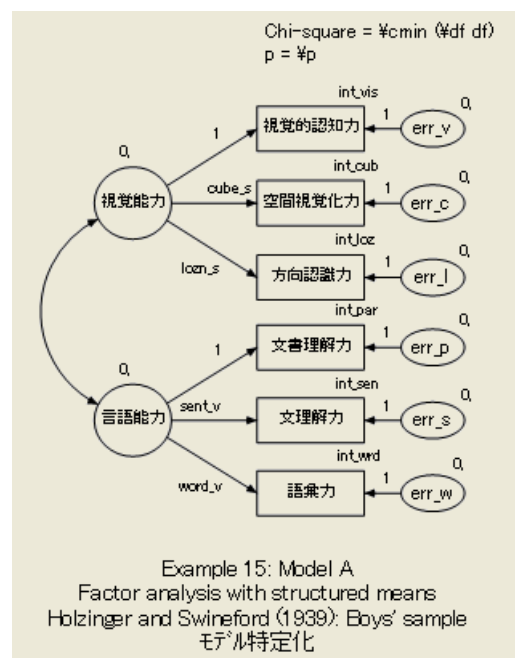 Chi-square = ¥cmin (¥df df)
p = ¥p
int_vis
0,
1
視覚的認知力
1
err_v
0,
int_cub
0,
視覚能力
cube_s
空間視覚化力
1
err_c
int_loz
0,
lozn_s
方向認識力
1
err_l
int_par
0,
1
文書理解力
1
err_p
0,
int_sen
0,
言語能力
sent_v
文理解力
1
err_s
int_wrd
0,
word_v
語彙力
1
err_w
Example 15: Model A
Factor analysis with structured means
Holzinger and Swineford (1939): Boys' sample
モデル特定化